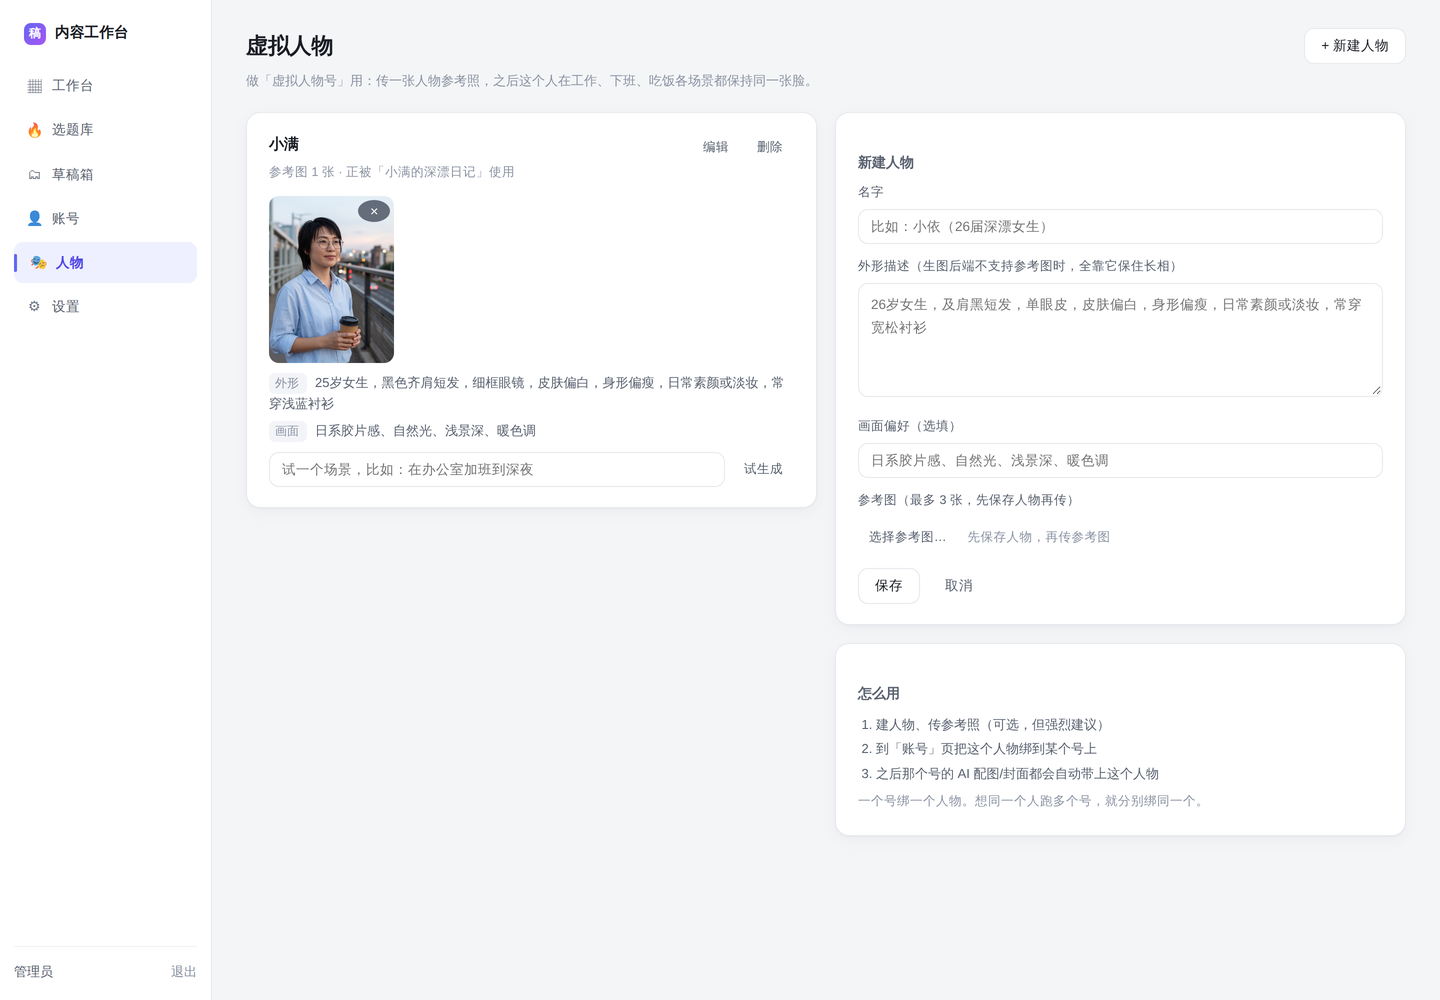 稿 内容工作台
工作台
选题库
草稿箱
账号
人物
设置
管理员 退出
虚拟人物
+ 新建人物
做「虚拟人物号」用：传一张人物参考照，之后这个人在工作、下班、吃饭各场景都保持同一张脸。
小满
编辑 删除
参考图 1 张 · 正被「小满的深漂日记」使用
×
外形 25岁女生，黑色齐肩短发，细框眼镜，皮肤偏白，身形偏瘦，日常素颜或淡妆，常
穿浅蓝衬衫
画面 日系胶片感、自然光、浅景深、暖色调
试一个场景，比如：在办公室加班到深夜 试生成
新建人物
名字
比如：小依（26届深漂女生）
外形描述（生图后端不支持参考图时，全靠它保住长相）
26岁女生，及肩黑短发，单眼皮，皮肤偏白，身形偏瘦，日常素颜或淡妆，常穿
宽松衬衫
画面偏好（选填）
日系胶片感、自然光、浅景深、暖色调
参考图（最多 3 张，先保存人物再传）
选择参考图... 先保存人物，再传参考图
保存 取消
怎么用
1. 建人物、传参考照（可选，但强烈建议）
2. 到「账号」页把这个人物绑到某个号上
3. 之后那个号的 AI 配图/封面都会自动带上这个人物
一个号绑一个人物。想同一个人跑多个号，就分别绑同一个。